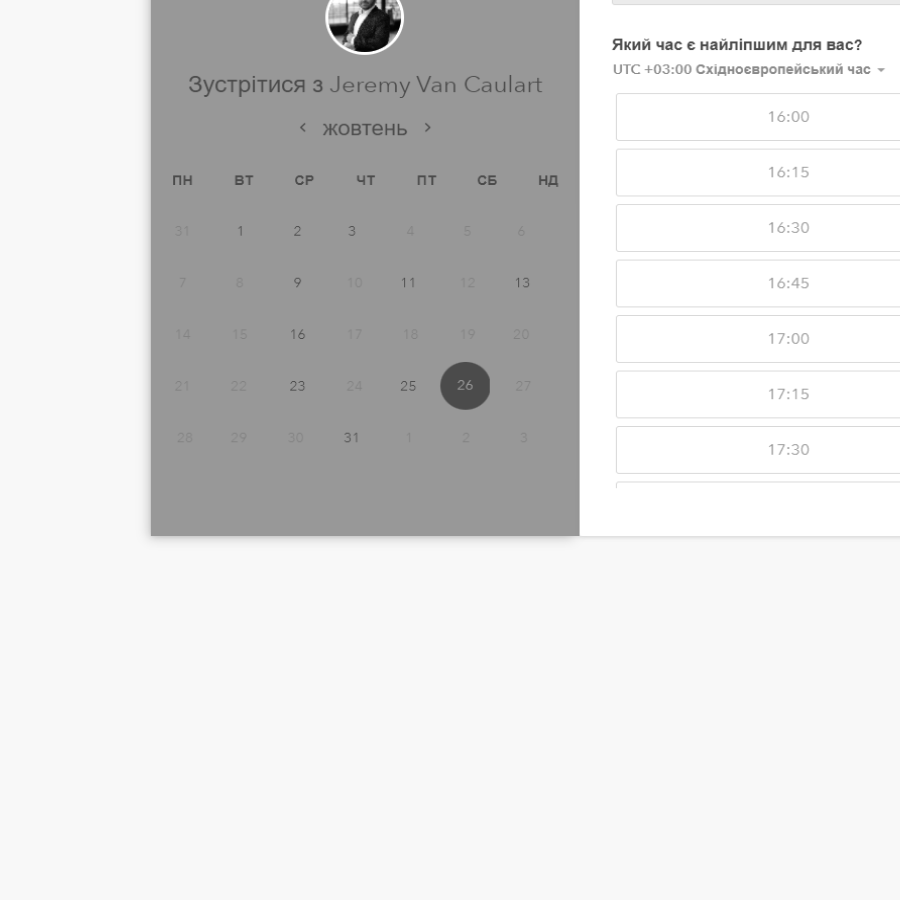 Зустрітися з Jeremy Van Caulart
жовтень
ПН ВТ СР ЧТ ПТ СБ НД
31 1 2 3 4 5 6
7 8 9 10 11 12 13
14 15 16 17 18 19 20
21 22 23 24 25 26 27
28 29 30 31 1 2 3
Який час є найліпшим для вас?
UTC +03:00 Східноєвропейський час
16:00
16:15
16:30
16:45
17:00
17:15
17:30